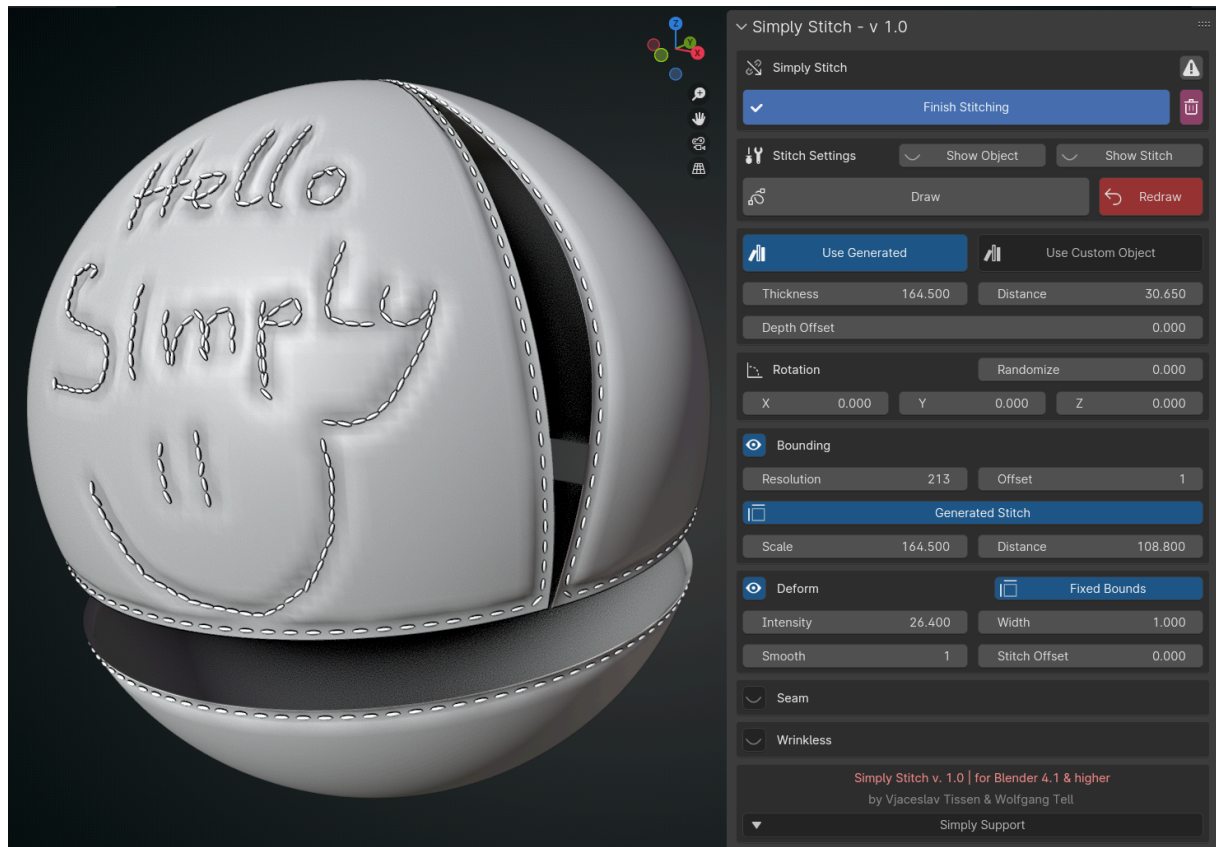 Hello
SImpLy
Z
Y
X
Simply Stitch - v 1.0
Simply Stitch
Finish Stitching
Stitch Settings Show Object Show Stitch
Draw Redraw
Use Generated Use Custom Object
Thickness 164.500 Distance 30.650
Depth Offset 0.000
Rotation Randomize 0.000
X 0.000 Y 0.000 Z 0.000
Bounding
Resolution 213 Offset 1
Generated Stitch
Scale 164.500 Distance 108.800
Deform Fixed Bounds
Intensity 26.400 Width 1.000
Smooth 1 Stitch Offset 0.000
Seam
Wrinkless
Simply Stitch v. 1.0 | for Blender 4.1 & higher
by Vjaceslav Tissen & Wolfgang Tell
Simply Support